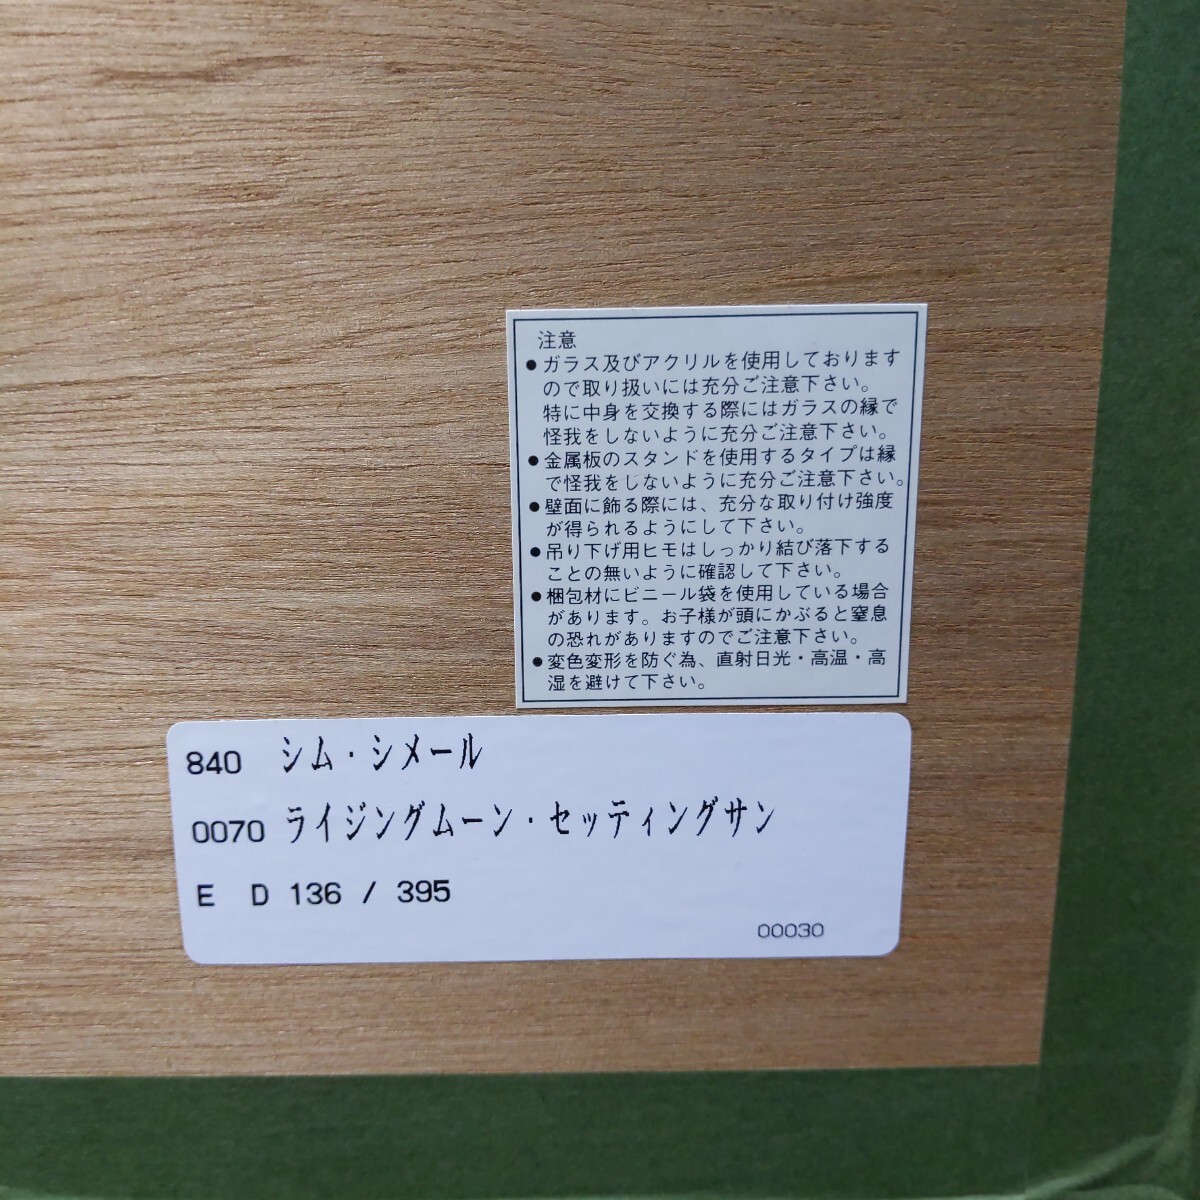 注意
●ガラス及びアクリルを使用しております
ので取り扱いには充分ご注意下さい。
特に中身を交換する際にはガラスの縁で
怪我をしないように充分ご注意下さい。
●金属板のスタンドを使用するタイプは縁
で怪我をしないように充分ご注意下さい。
●壁面に飾る際には、充分な取り付け強度
が得られるようにして下さい。
●吊り下げ用ヒモはしっかり結び落下する
ことの無いように確認して下さい。
●梱包材にビニール袋を使用している場合
があります。お子様が頭にかぶると窒息
の恐れがありますのでご注意下さい。
●変色変形を防ぐ為、直射日光・高温・高
湿を避けて下さい。
840 シム・シメール
0070 ライジングムーン・セッティングサン
E D 136 / 395
00030